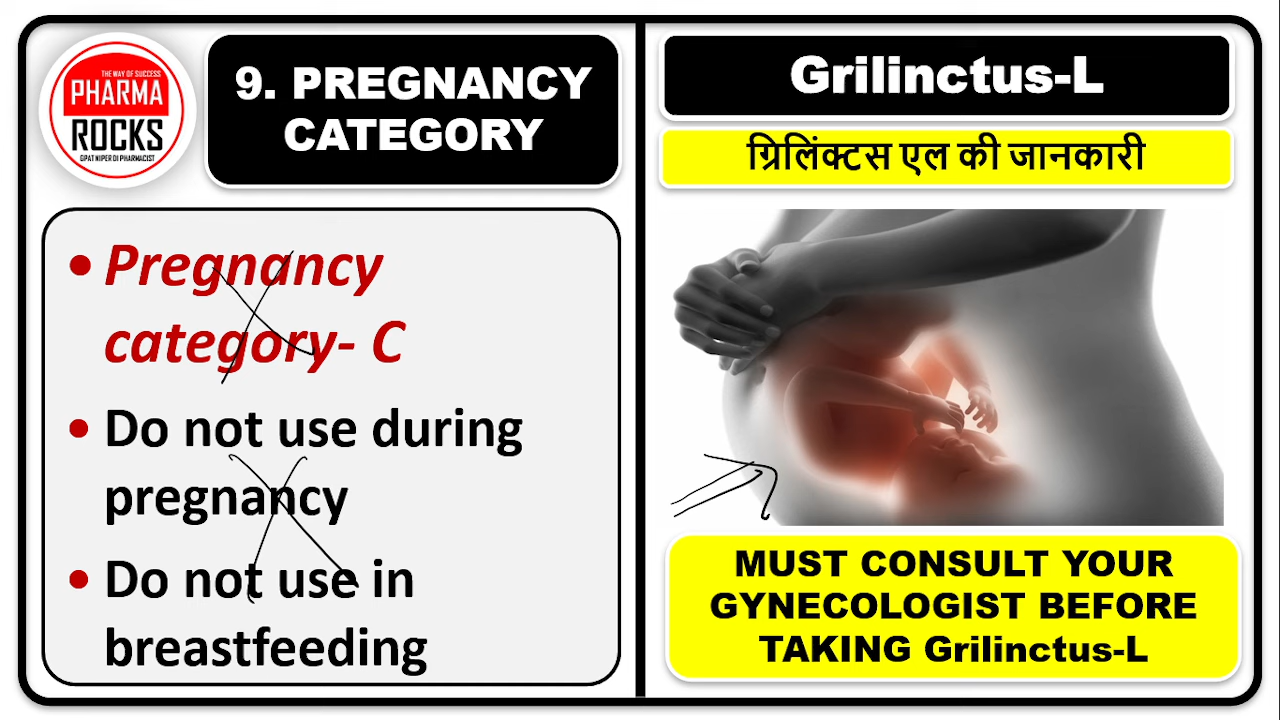 THE WAY OF SUCCESS
PHARMA
ROCKS
GPAT NIPER DI PHARMACIST
9. PREGNANCY
CATEGORY
• Pregnancy
category- C
• Do not use during
pregnancy
• Do not use in
breastfeeding
Grilinctus-L
ग्रिलिंक्टस एल की जानकारी
MUST CONSULT YOUR
GYNECOLOGIST BEFORE
TAKING Grilinctus-L